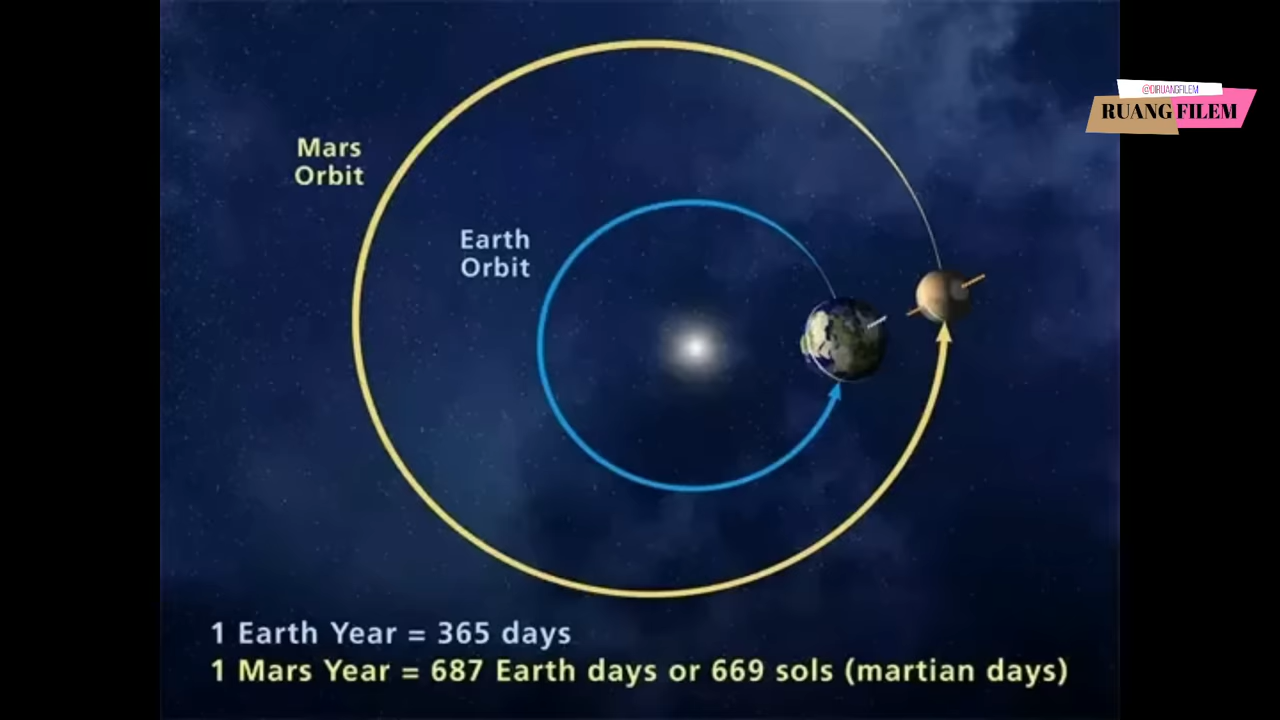 @DIRUANGFILEM
RUANG FILEM
Mars
Orbit
Earth
Orbit
1 Earth Year = 365 days
1 Mars Year = 687 Earth days or 669 sols (martian days)